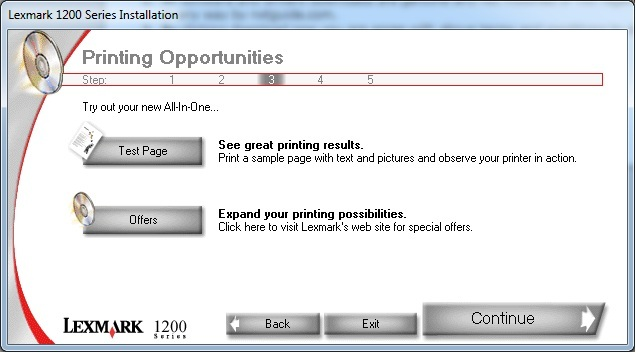 Lexmark 1200 Series Installation
Printing Opportunities
Step: 1 2 3 4 5
Try out your new All-In-One...
Test Page
See great printing results.
Print a sample page with text and pictures and observe your printer in action.
Offers
Expand your printing possibilities.
Click here to visit Lexmark's web site for special offers.
LEXMARK 1200 Series
Back
Exit
Continue